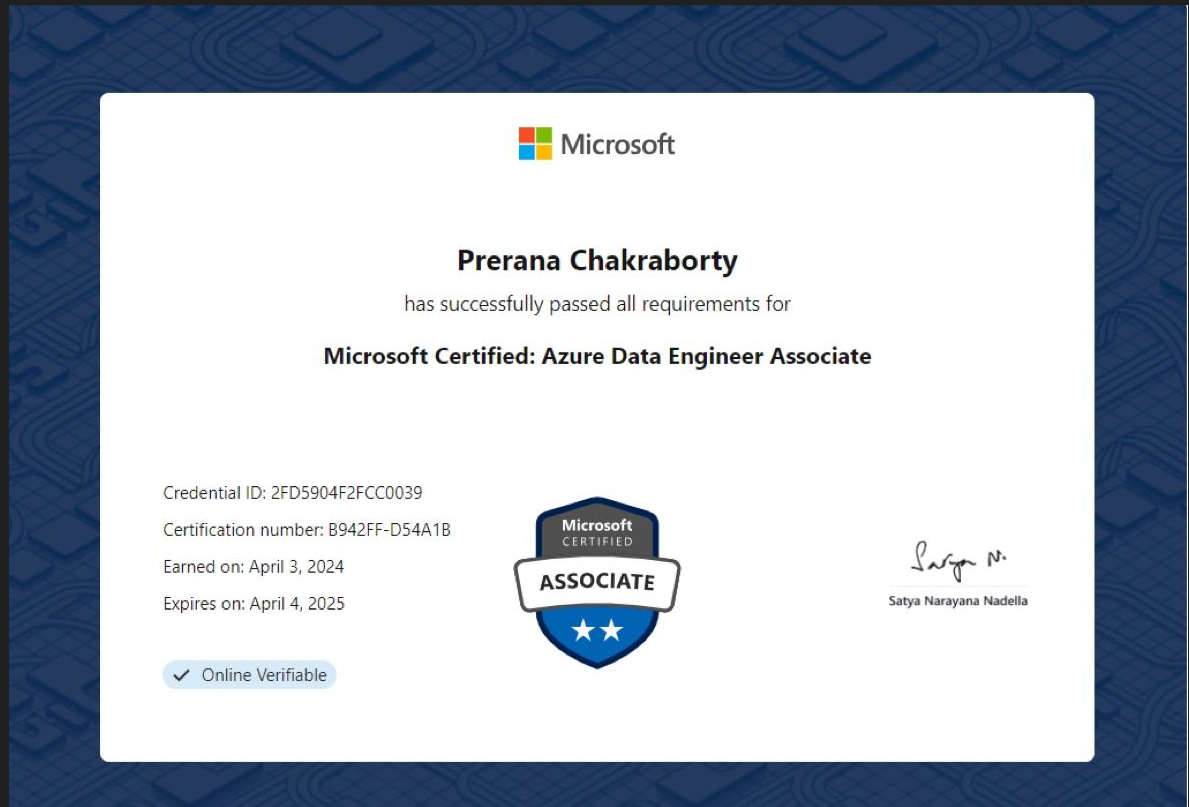 Microsoft
Prerana Chakraborty
has successfully passed all requirements for
Microsoft Certified: Azure Data Engineer Associate
Credential ID: 2FD5904F2FCC0039
Certification number: B942FF-D54A1B
Earned on: April 3, 2024
Expires on: April 4, 2025
Online Verifiable
Microsoft
CERTIFIED
ASSOCIATE
Satya N.
Satya Narayana Nadella